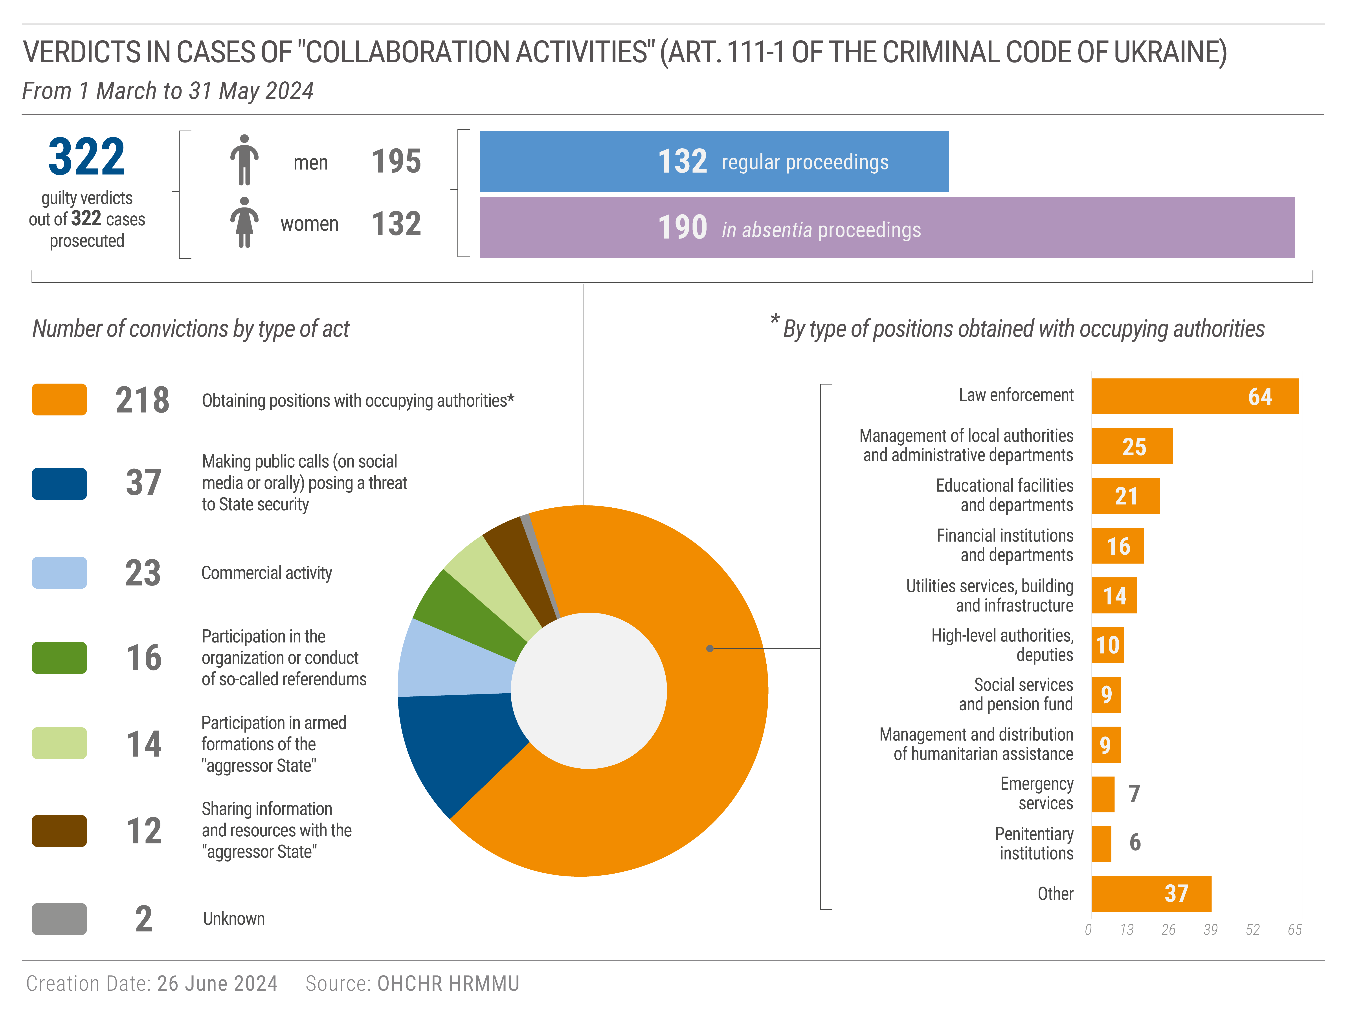 VERDICTS IN CASES OF "COLLABORATION ACTIVITIES" (ART. 111-1 OF THE CRIMINAL CODE OF UKRAINE)
From 1 March to 31 May 2024
322
guilty verdicts
out of 322 cases
prosecuted
men 195
women 132
132 regular proceedings
190 in absentia proceedings
Number of convictions by type of act
218 Obtaining positions with occupying authorities*
37 Making public calls (on social
media or orally) posing a threat
to State security
23 Commercial activity
16 Participation in the
organization or conduct
of so-called referendums
14 Participation in armed
formations of the
"aggressor State"
12 Sharing information
and resources with the
"aggressor State"
2 Unknown
* By type of positions obtained with occupying authorities
Law enforcement 64
Management of local authorities
and administrative departments 25
Educational facilities
and departments 21
Financial institutions
and departments 16
Utilities services, building
and infrastructure 14
High-level authorities,
deputies 10
Social services
and pension fund 9
Management and distribution
of humanitarian assistance 9
Emergency
services 7
Penitentiary
institutions 6
Other 37
0 13 26 39 52 65
Creation Date: 26 June 2024 Source: OHCHR HRMMU